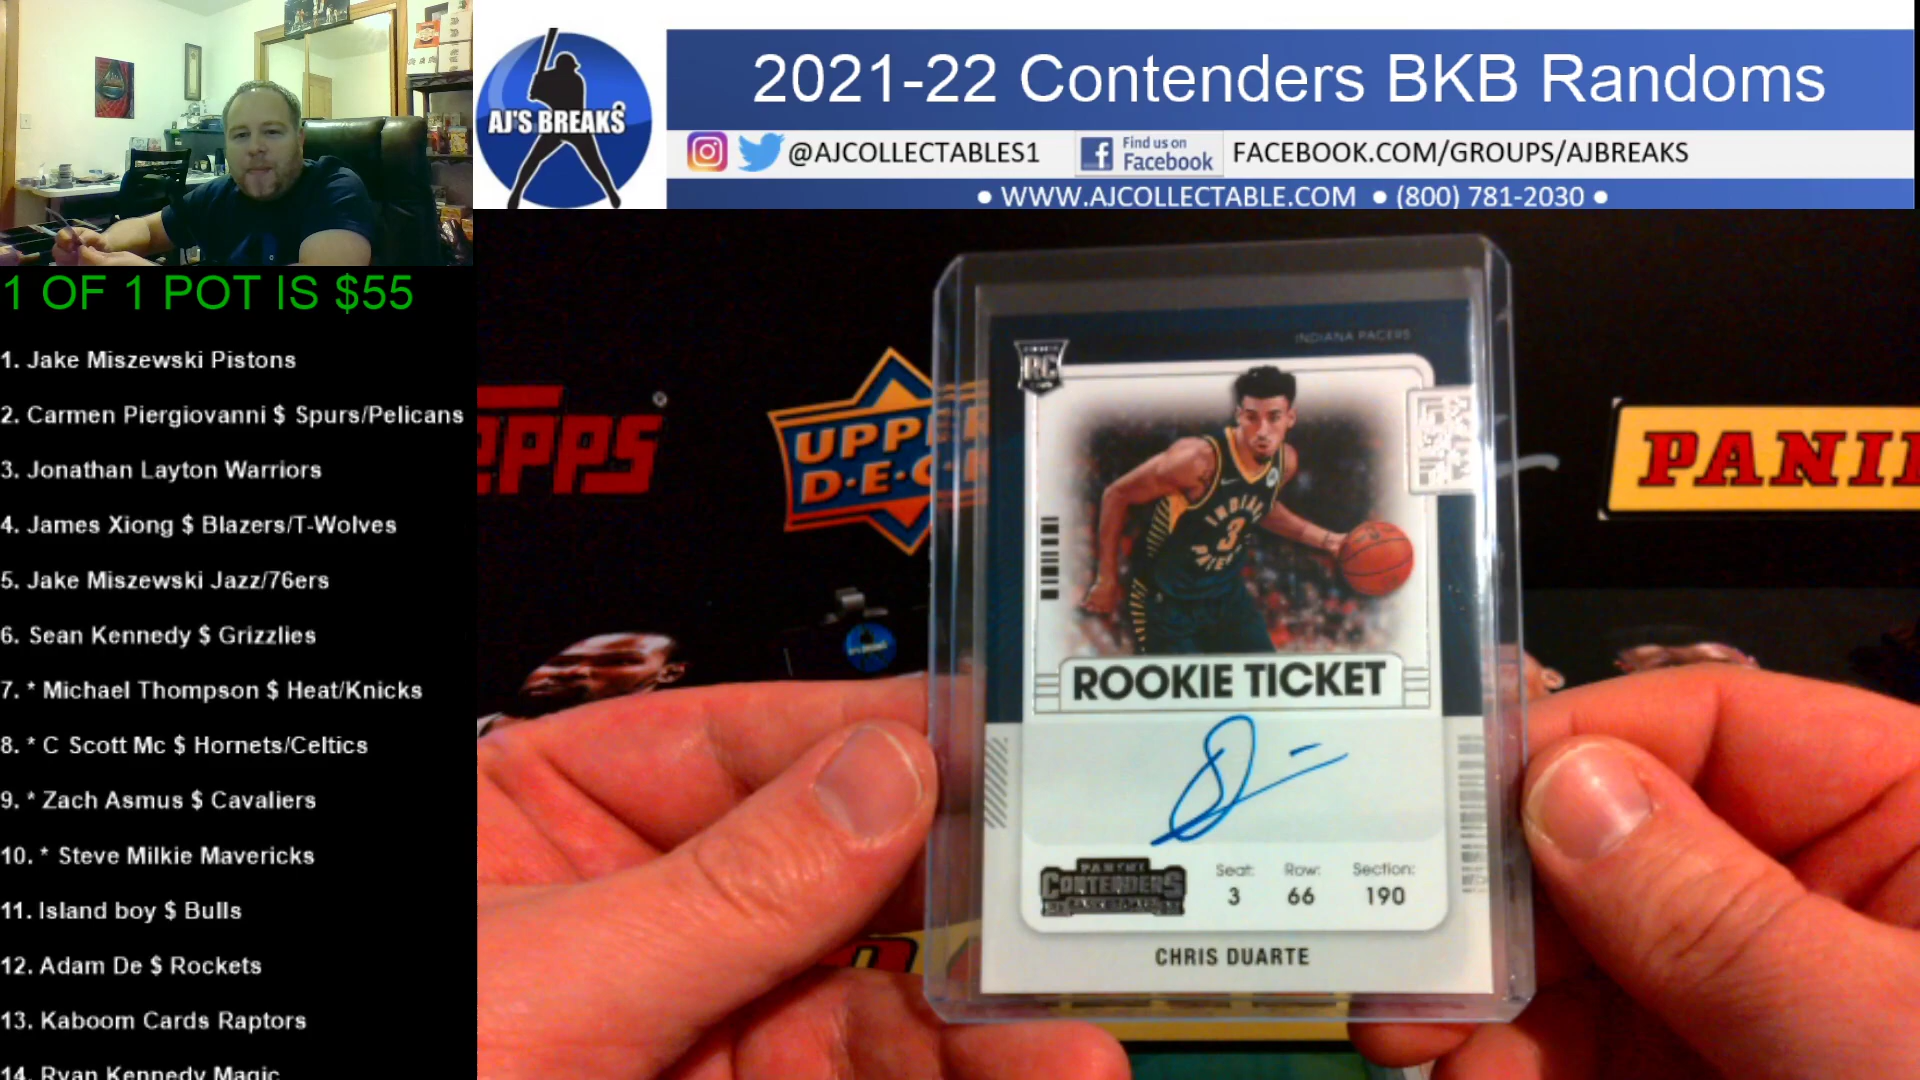 2021-22 Contenders BKB Randoms
AJ'S BREAKS
@AJCOLLECTABLES1
Find us on
Facebook
FACEBOOK.COM/GROUPS/AJBREAKS
• WWW.AJCOLLECTABLE.COM • (800) 781-2030 •
1 OF 1 POT IS $55
1. Jake Miszewski Pistons
2. Carmen Piergiovanni $ Spurs/Pelicans
3. Jonathan Layton Warriors
4. James Xiong $ Blazers/T-Wolves
5. Jake Miszewski Jazz/76ers
6. Sean Kennedy $ Grizzlies
7. * Michael Thompson $ Heat/Knicks
8. * C Scott Mc $ Hornets/Celtics
9. * Zach Asmus $ Cavaliers
10. * Steve Milkie Mavericks
11. Island boy $ Bulls
12. Adam De $ Rockets
13. Kaboom Cards Raptors
14. Ryan Kennedy Magic
INDIANA PACERS
RC
INDIANA
3
PACERS
ROOKIE TICKET
PANINI
CONTENDERS
BASKETBALL
Seat: Row: Section:
3 66 190
CHRIS DUARTE